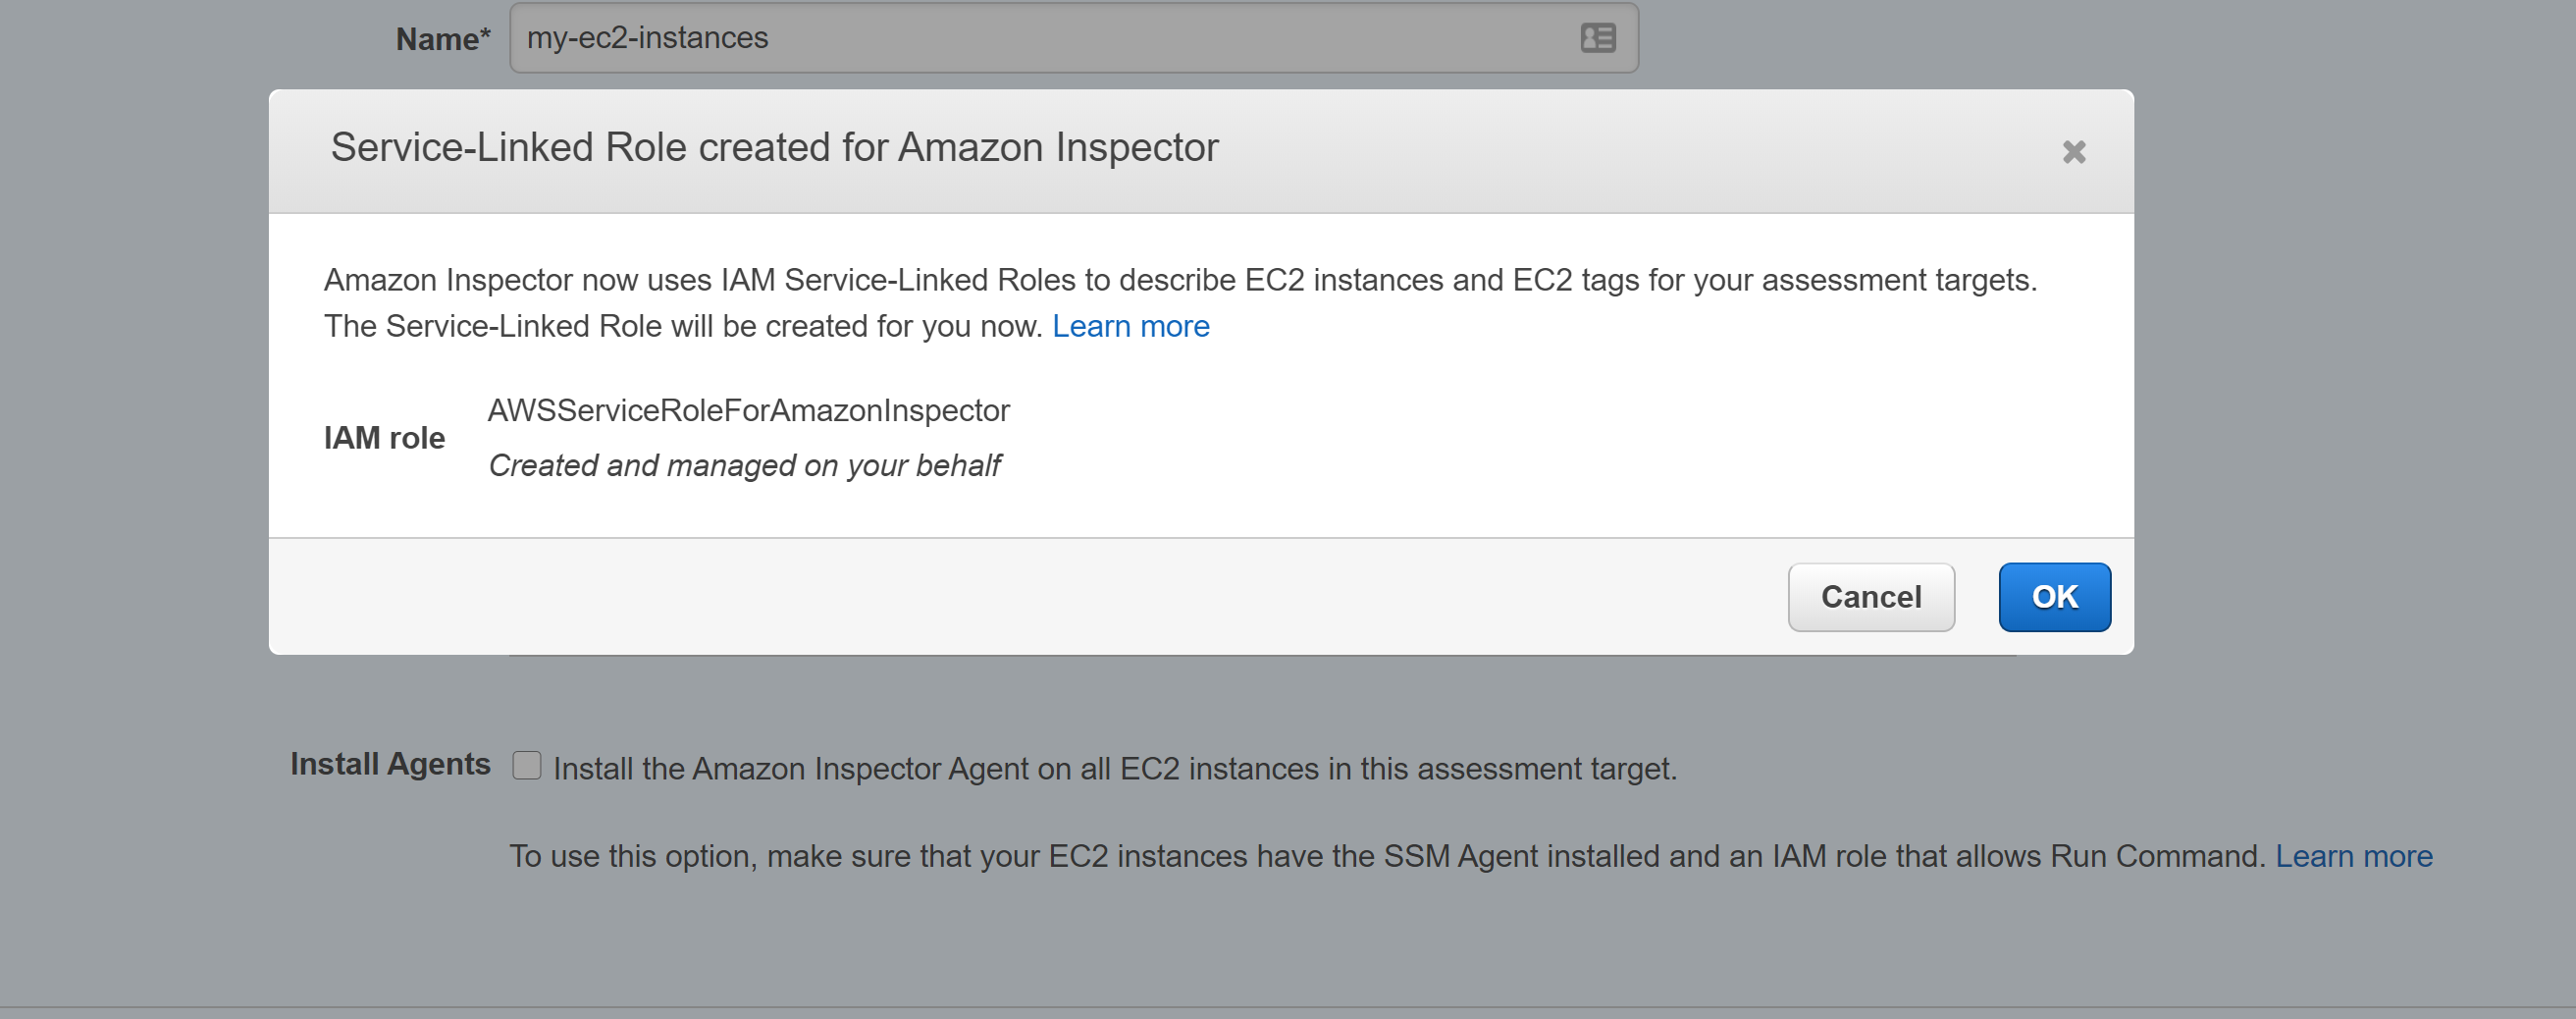 Name* my-ec2-instances
Service-Linked Role created for Amazon Inspector
Amazon Inspector now uses IAM Service-Linked Roles to describe EC2 instances and EC2 tags for your assessment targets.
The Service-Linked Role will be created for you now. Learn more
AWSServiceRoleForAmazonInspector
IAM role
Created and managed on your behalf
Cancel OK
Install Agents Install the Amazon Inspector Agent on all EC2 instances in this assessment target.
To use this option, make sure that your EC2 instances have the SSM Agent installed and an IAM role that allows Run Command. Learn more